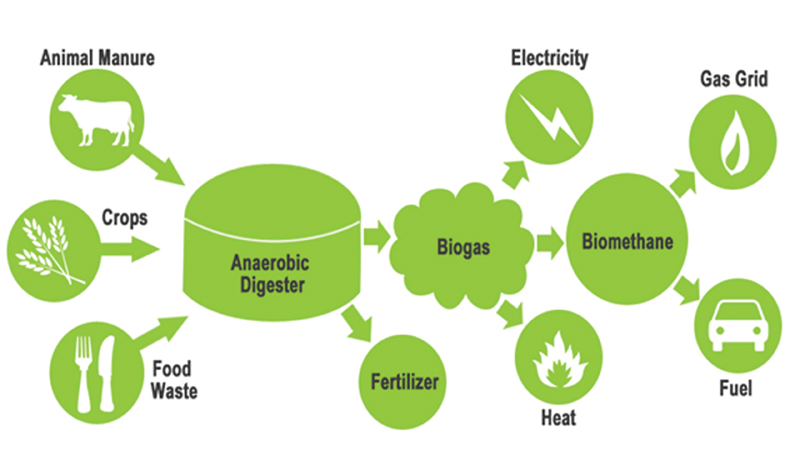 Animal Manure
Crops
Food
Waste
Anaerobic
Digester
Fertilizer
Biogas
Electricity
Heat
Biomethane
Gas Grid
Fuel